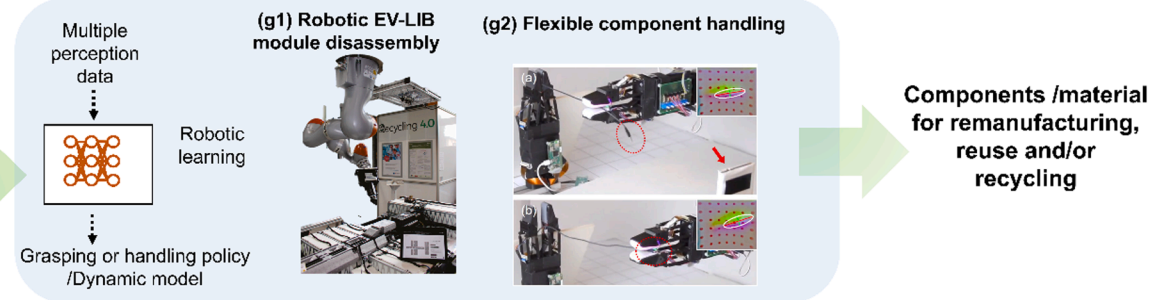 Multiple
perception
data
Robotic
learning
Grasping or handling policy
/Dynamic model
(g1) Robotic EV-LIB
module disassembly
Recycling 4.0
(g2) Flexible component handling
(a)
(b)
Components /material
for remanufacturing,
reuse and/or
recycling